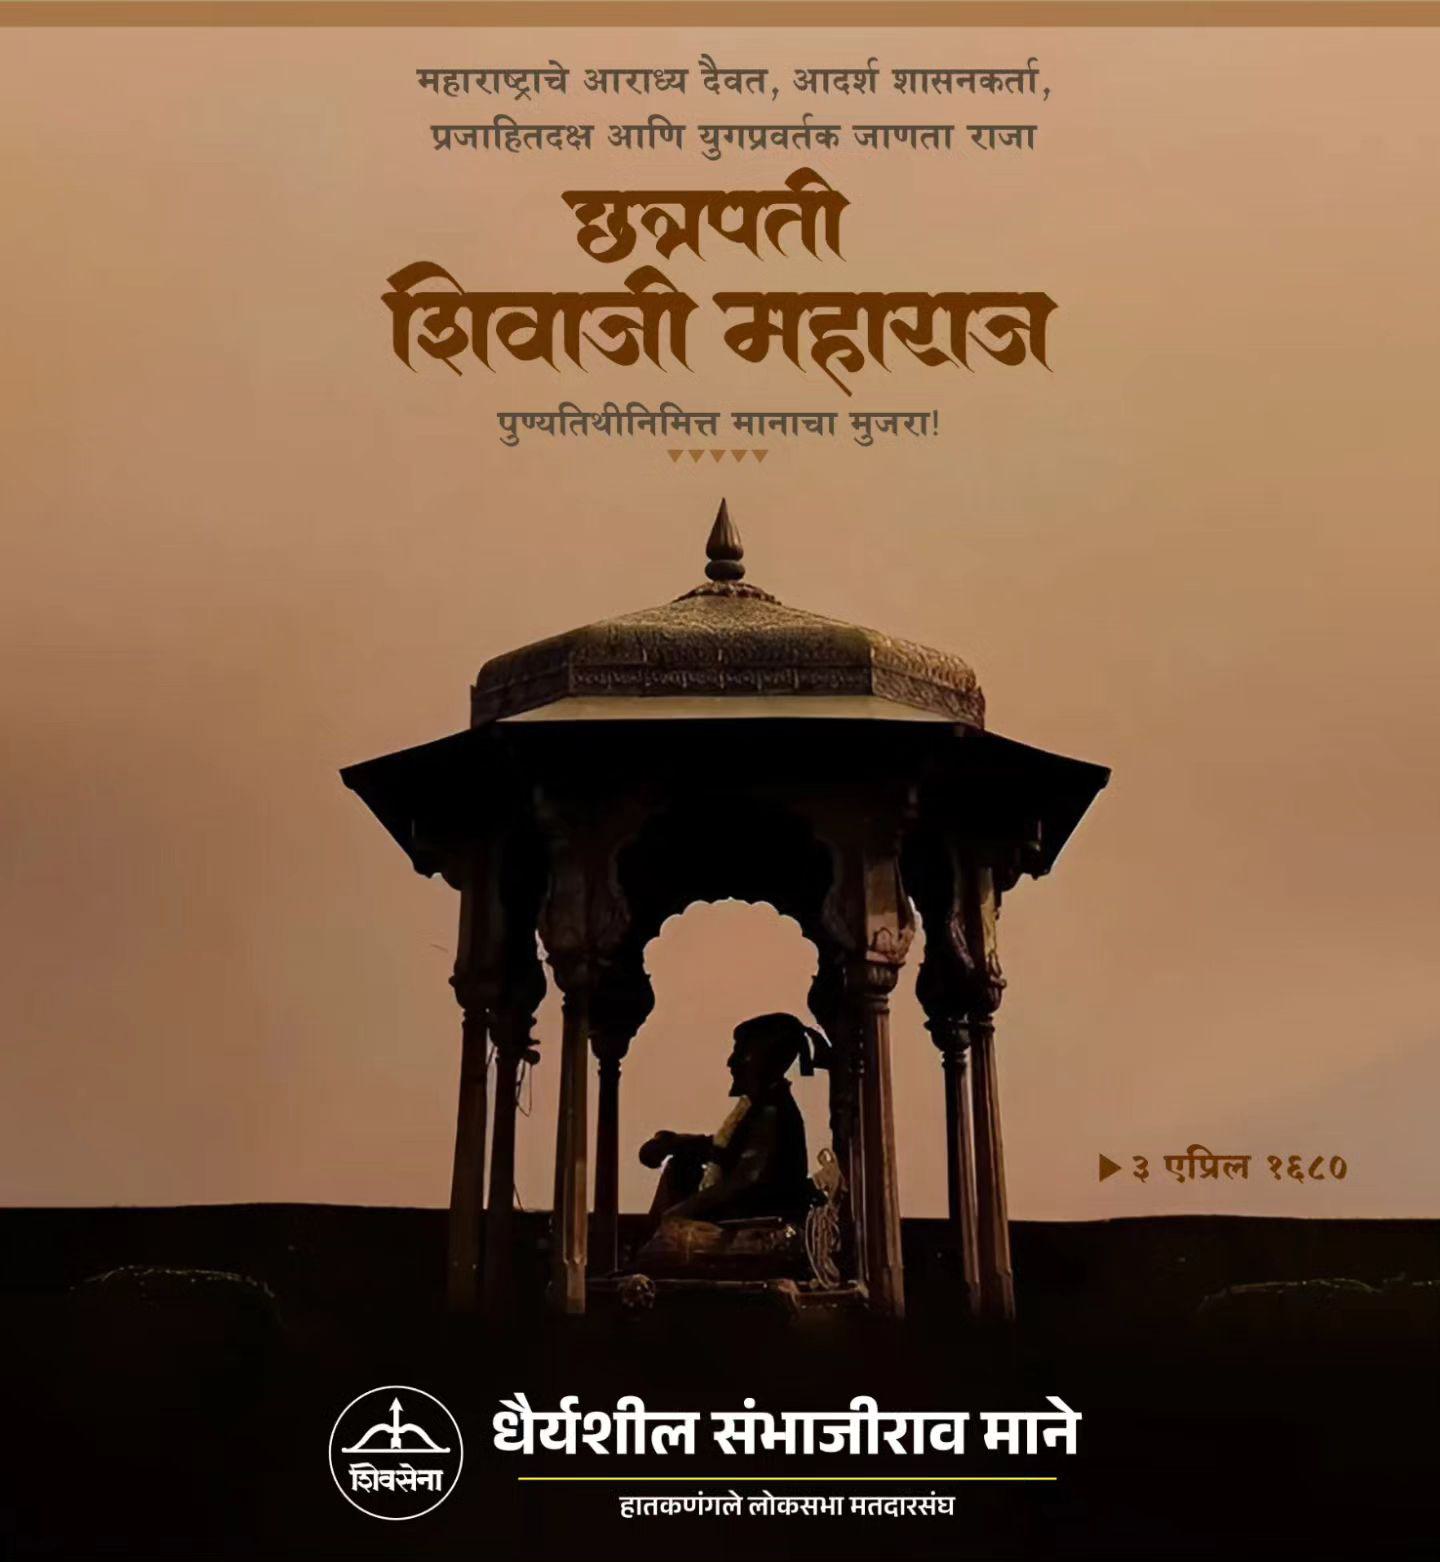 महाराष्ट्राचे आराध्य दैवत, आदर्श शासनकर्ता,
प्रजाहितदक्ष आणि युगप्रवर्तक जाणता राजा
छत्रपती
शिवाजी महाराज
पुण्यतिथीनिमित्त मानाचा मुजरा!
३ एप्रिल १६८०
शिवसेना
धैर्यशील संभाजीराव माने
हातकणंगले लोकसभा मतदारसंघ